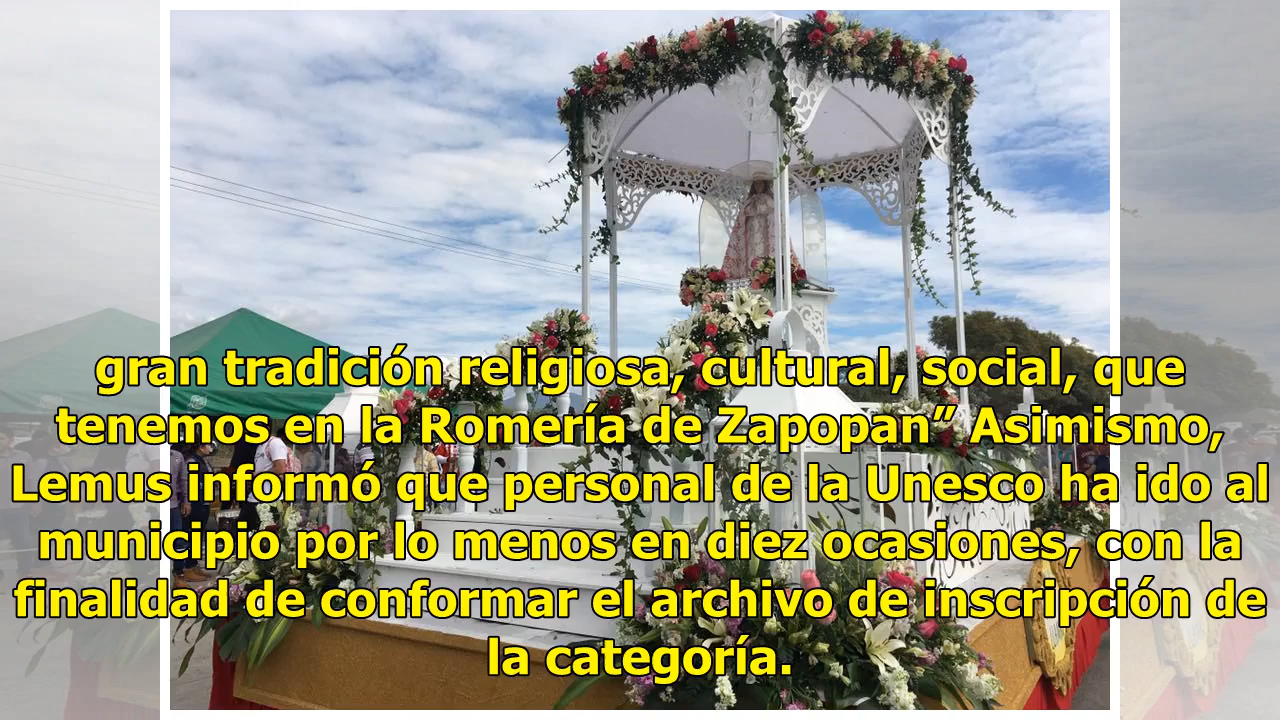 gran tradición religiosa, cultural, social, que
tenemos en la Romería de Zapopan” Asimismo,
Lemus informó que personal de la Unesco ha ido al
municipio por lo menos en diez ocasiones, con la
finalidad de conformar el archivo de inscripción de
la categoría.